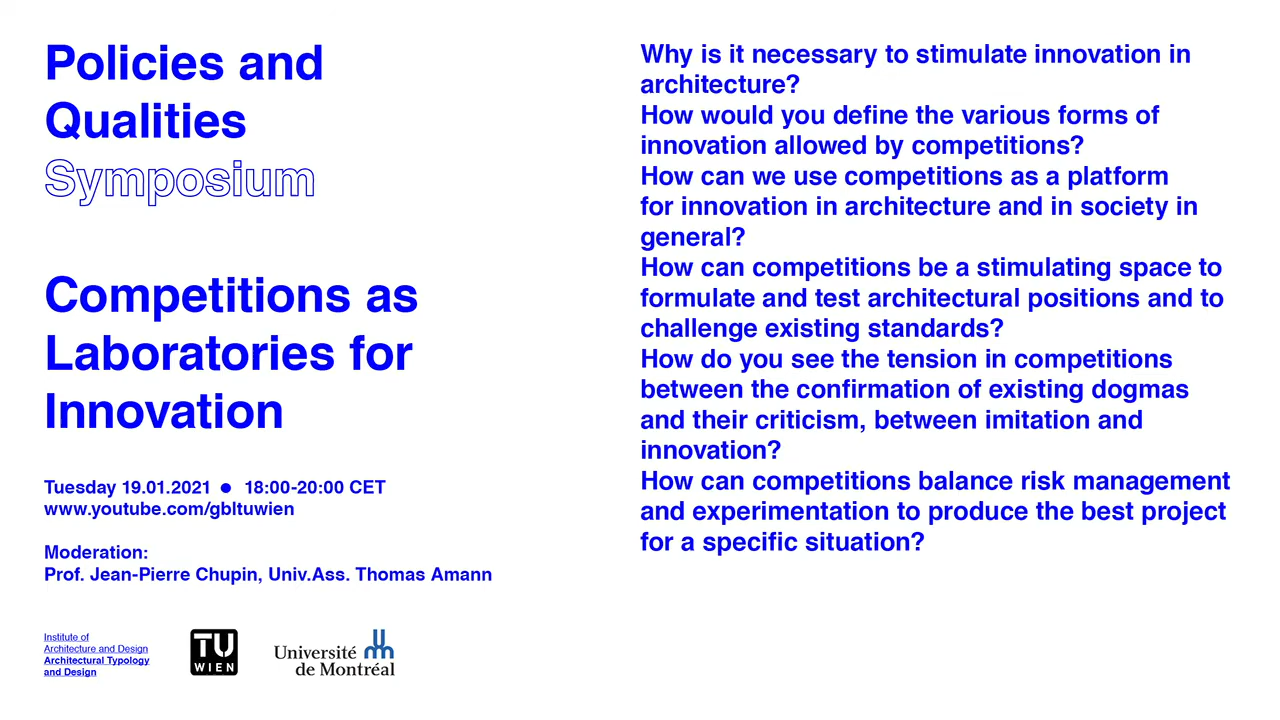 Policies and
Qualities
Symposium
Competitions as
Laboratories for
Innovation
Tuesday 19.01.2021 ● 18:00-20:00 CET
www.youtube.com/gbltuwien
Moderation:
Prof. Jean-Pierre Chupin, Univ.Ass. Thomas Amann
Institute of
Architecture and Design
Architectural Typology
and Design
TU
WIEN
Université
de Montréal
Why is it necessary to stimulate innovation in
architecture?
How would you define the various forms of
innovation allowed by competitions?
How can we use competitions as a platform
for innovation in architecture and in society in
general?
How can competitions be a stimulating space to
formulate and test architectural positions and to
challenge existing standards?
How do you see the tension in competitions
between the confirmation of existing dogmas
and their criticism, between imitation and
innovation?
How can competitions balance risk management
and experimentation to produce the best project
for a specific situation?